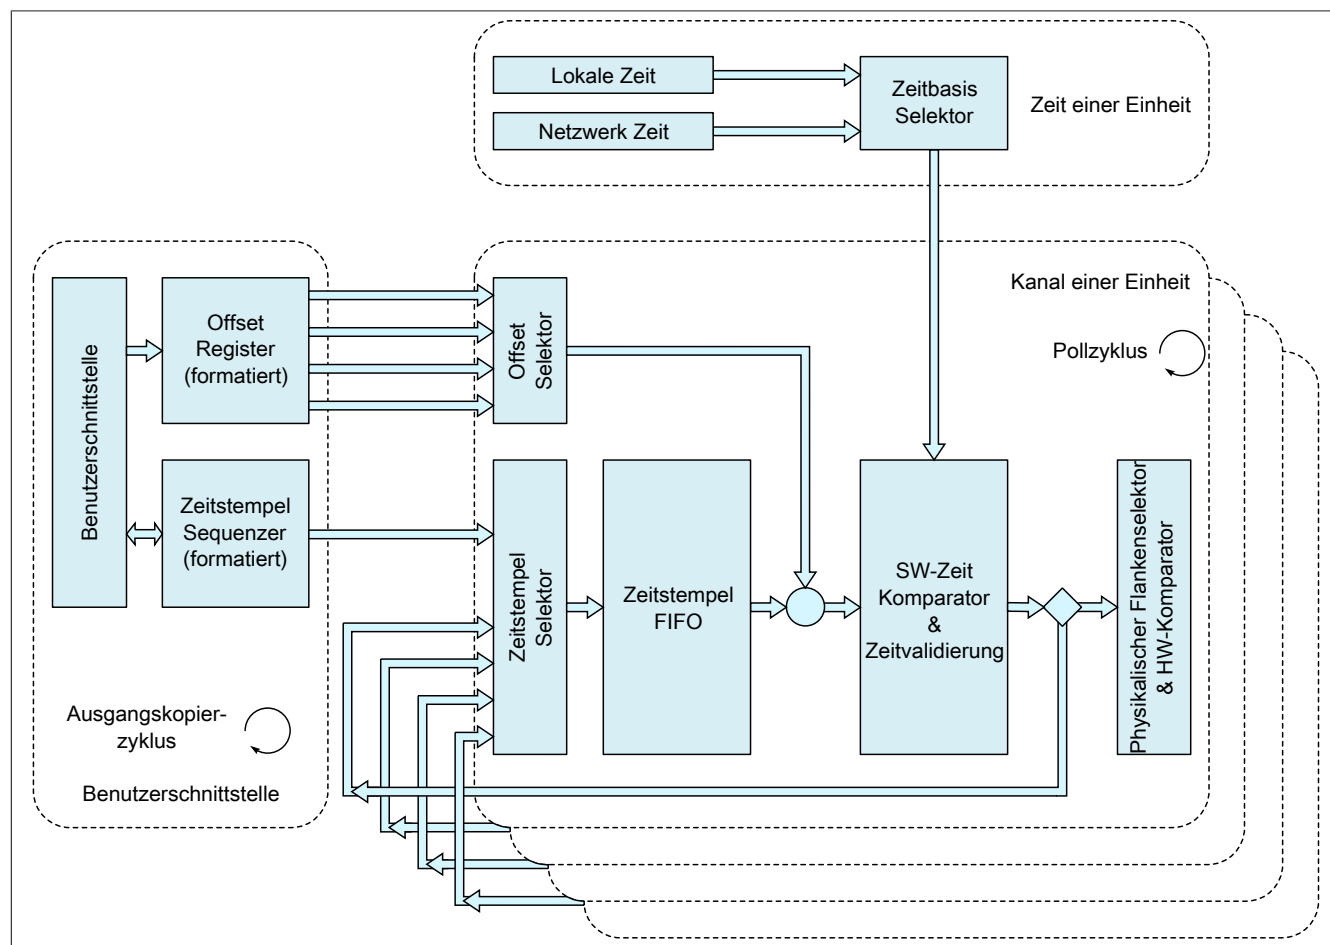 Lokale Zeit
Netzwerk Zeit
Zeitbasis
Selektor
Zeit einer Einheit
Benutzerschnittstelle
Offset
Register
(formatiert)
Zeitstempel
Sequenzer
(formatiert)
Ausgangskopier-
zyklus
Benutzerschnittstelle
Kanal einer Einheit
Pollzyklus
Offset
Selektor
Zeitstempel
Selektor
Zeitstempel
FIFO
SW-Zeit
Komparator
&
Zeitvalidierung
Physikalischer Flankenselektor
& HW-Komparator